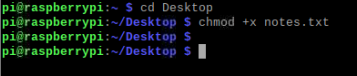 pi@raspberrypi:~ $ cd Desktop
pi@raspberrypi:~/Desktop $ chmod +x notes.txt
pi@raspberrypi:~/Desktop $
pi@raspberrypi:~/Desktop $